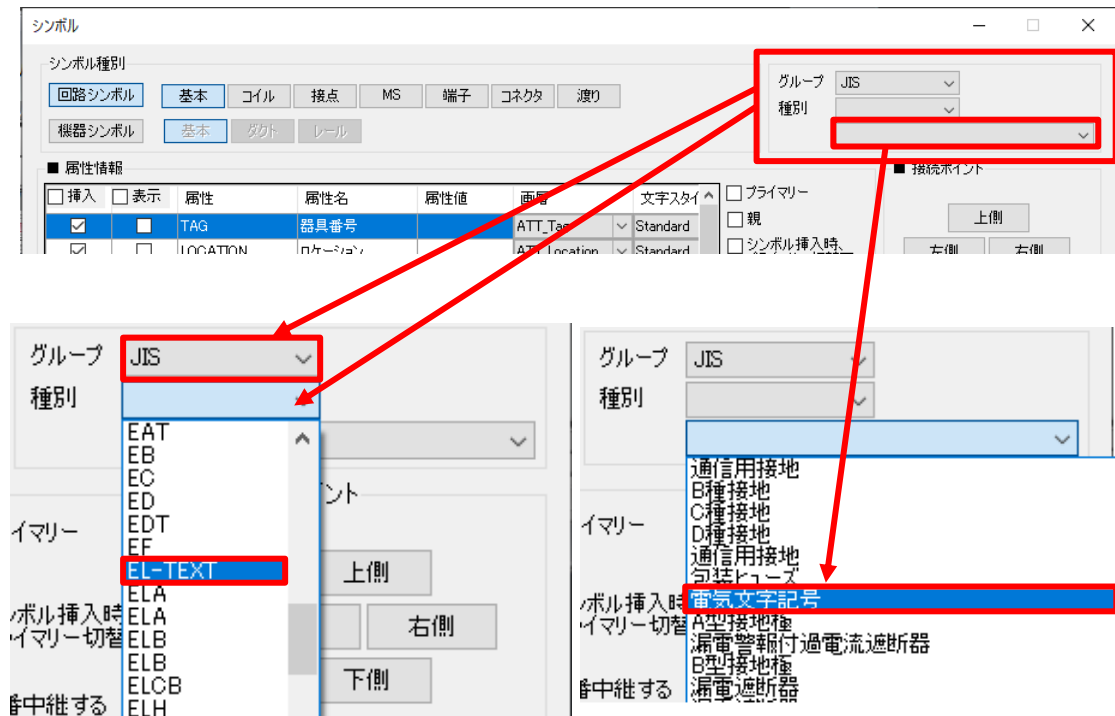 シンボル
シンボル種別
回路シンボル 基本 コイル 接点 MS 端子 コネクタ 渡り
機器シンボル 基本 ダクト レール
グループ JIS
種別
■ 属性情報
■ 接続ポイント
挿入 表示 属性 属性名 属性値 画層 文字スタイ
TAG 器具番号 ATT_Tag Standard
LOCATION ロケーション ATT_Location Standard
プライマリー
親
シンボル挿入時、
上側
左側 右側
グループ JIS
種別
EAT
EB
EC
ED
EDT
EF
EL-TEXT
ELA
ELA
ELB
ELB
ELCB
ELH
ント
イマリー
上側
ンボル挿入時
イマリー切替
右側
下側
番中継する
グループ JIS
種別
通信用接地
B種接地
C種接地
D種接地
通信用接地
包装ヒューズ
電気文字記号
A型接地極
漏電警報付過電流遮断器
B型接地極
漏電遮断器
イマリー
ンボル挿入時
イマリー切替
番中継する